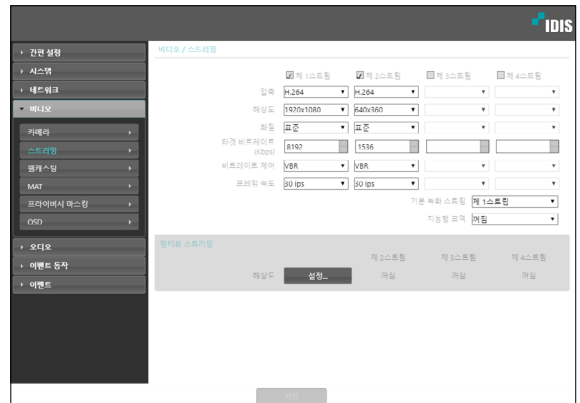 IDIS
간편 설정
시스템
네트워크
비디오
카메라
스트리밍
웹캐스팅
MAT
프라이버시 마스킹
OSD
오디오
이벤트 동작
이벤트
비디오 / 스트리밍
제 1스트림 제 2스트림 제 3스트림 제 4스트림
압축 H.264 H.264
해상도 1920x1080 640x360
화질 표준 표준
타겟 비트레이트 (Kbps) 8192 1536
비트레이트 제어 VBR VBR
프레임 속도 30 ips 30 ips
기본 녹화 스트림 제 1스트림
지능형 코덱 꺼짐
멀티뷰 스트리밍
제 2스트림 제 3스트림 제 4스트림
해상도 설정... 꺼짐 꺼짐 꺼짐